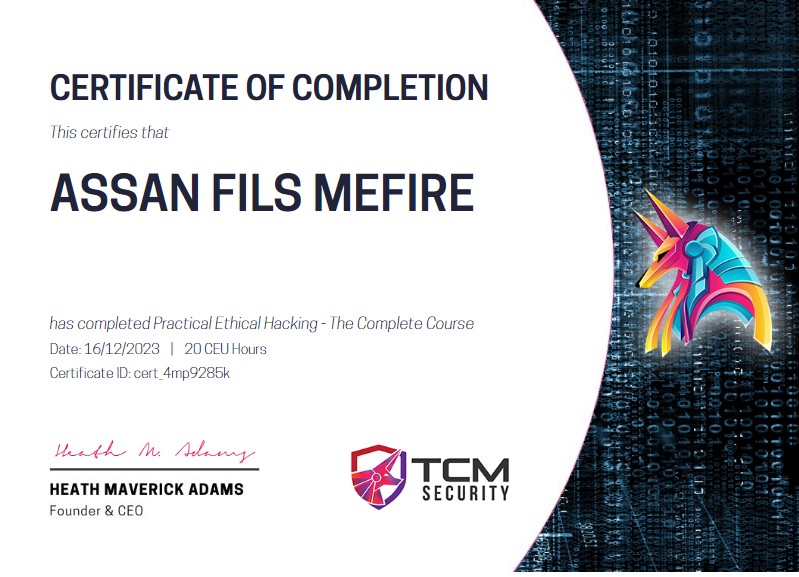 CERTIFICATE OF COMPLETION
This certifies that
ASSAN FILS MEFIRE
has completed Practical Ethical Hacking - The Complete Course
Date: 16/12/2023 | 20 CEU Hours
Certificate ID: cert_4mp9285k
Heath M. Adams
HEATH MAVERICK ADAMS
Founder & CEO
TCM
SECURITY